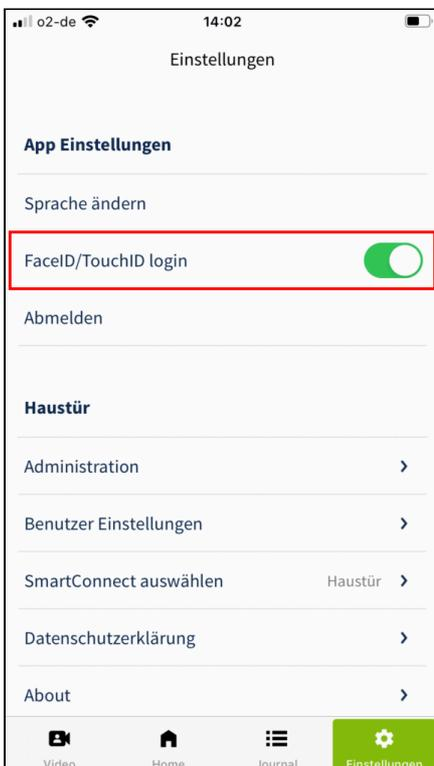 o2-de 14:02
Einstellungen
App Einstellungen
Sprache ändern
FaceID/TouchID login
Abmelden
Haustür
Administration
Benutzer Einstellungen
SmartConnect auswählen Haustür
Datenschutzerklärung
About
Video Home Journal Einstellungen